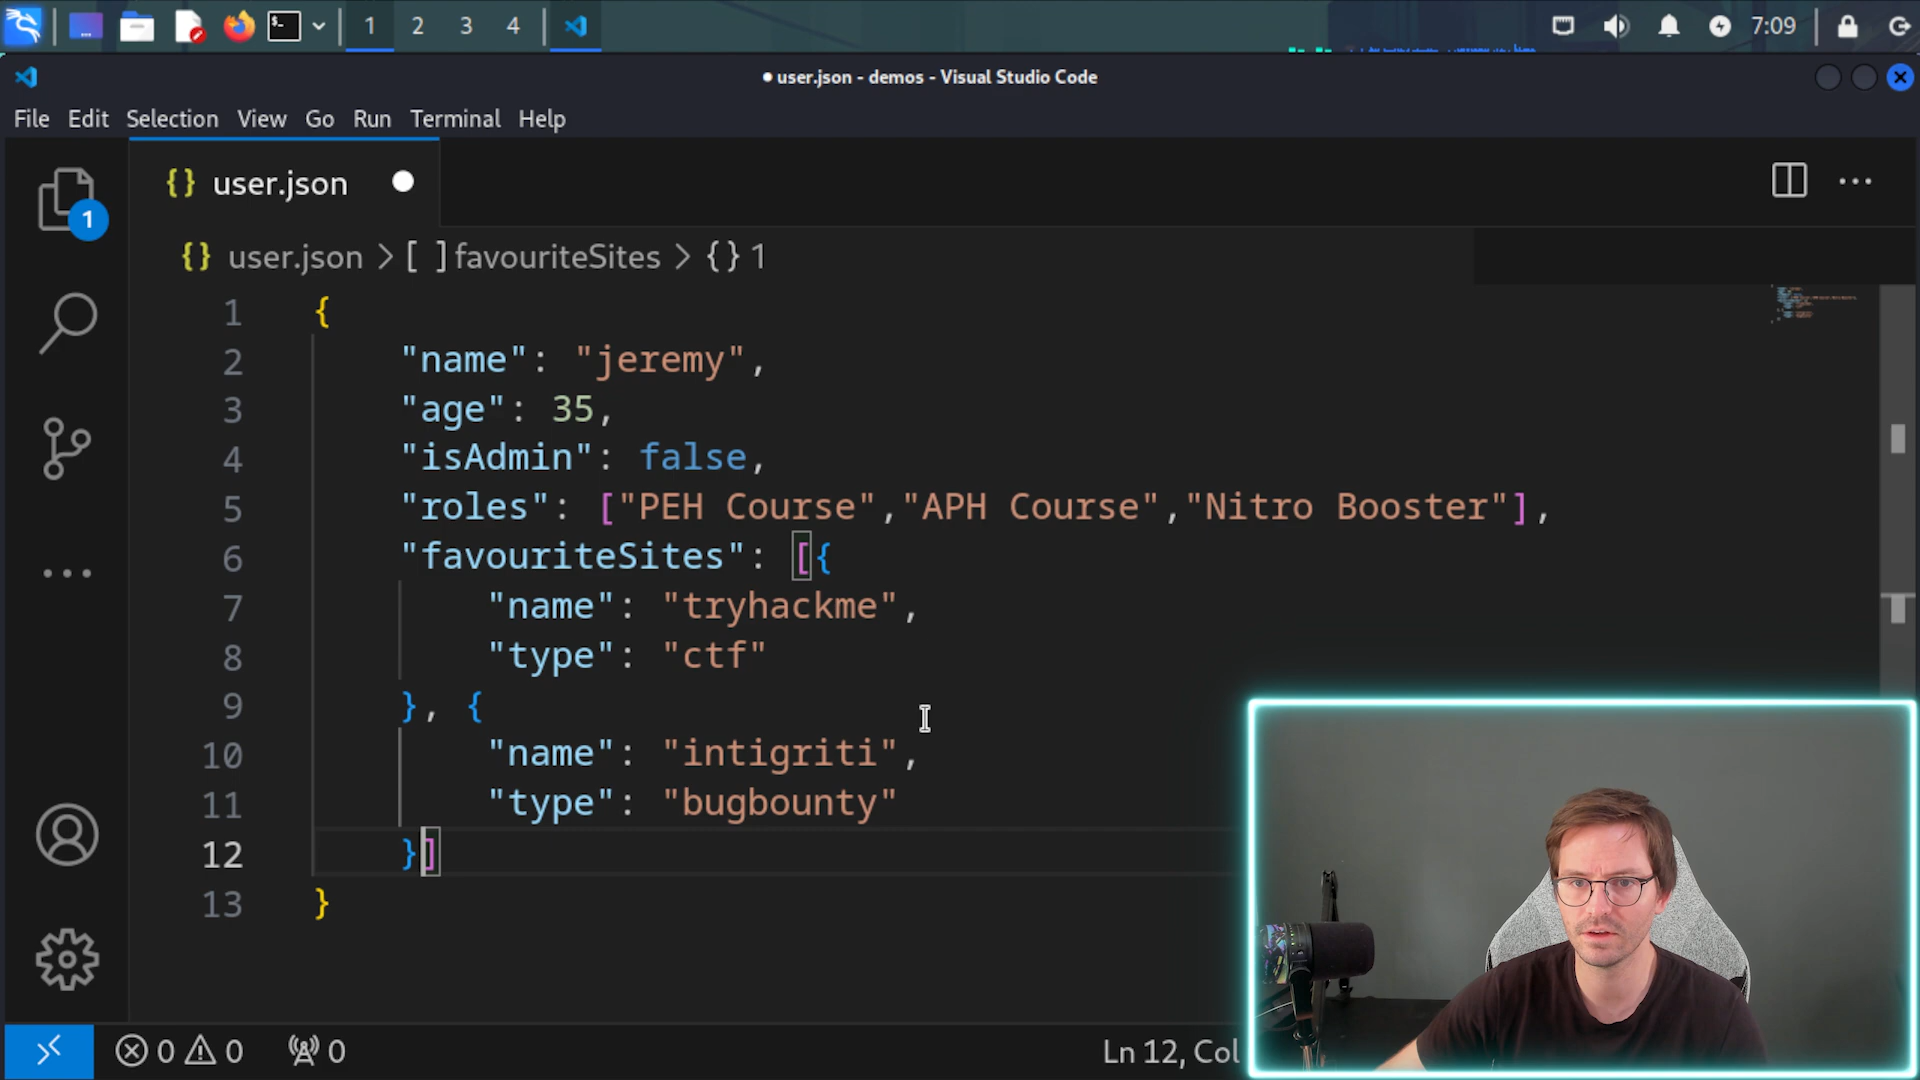 1 2 3 4 7:09
user.json - demos - Visual Studio Code
File Edit Selection View Go Run Terminal Help
{} user.json
{} user.json > [ ] favouriteSites > {} 1
1 {
2 "name": "jeremy",
3 "age": 35,
4 "isAdmin": false,
5 "roles": ["PEH Course","APH Course","Nitro Booster"],
6 "favouriteSites": [{
7 "name": "tryhackme",
8 "type": "ctf"
9 }, {
10 "name": "intigriti",
11 "type": "bugbounty"
12 }]
13 }
1
0 0 0 Ln 12, Col